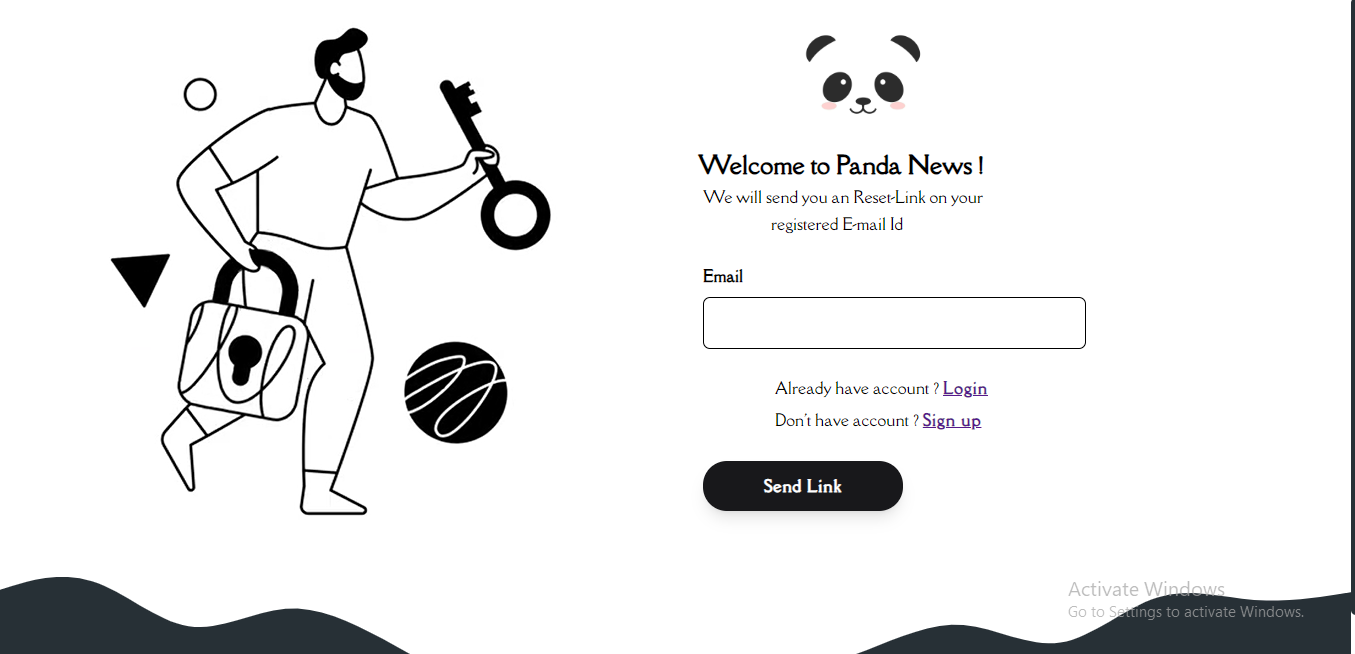 Welcome to Panda News !
We will send you an Reset-Link on your
registered E-mail Id
Email
Already have account ? Login
Don't have account ? Sign up
Send Link
Activate Windows
Go to Settings to activate Windows.